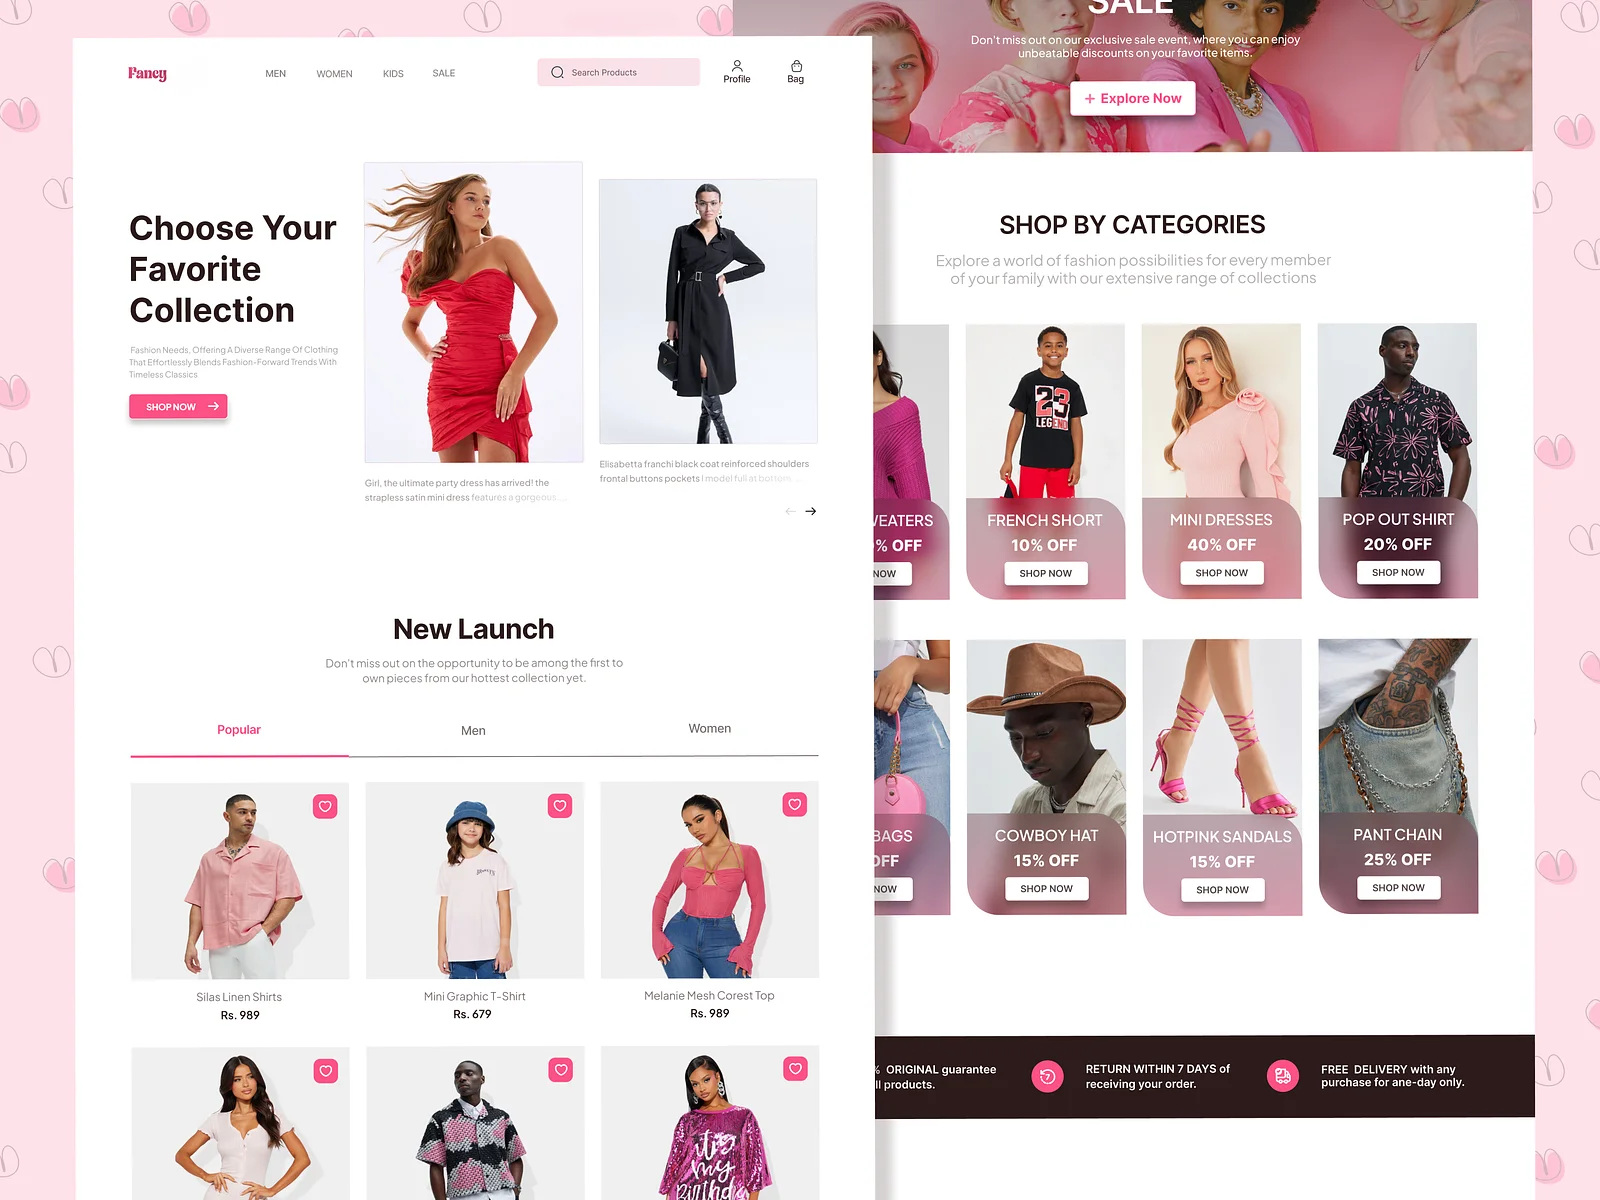 Fancy
MEN
WOMEN
KIDS
SALE
Search Products
Profile
Bag
Choose Your
Favorite
Collection
Fashion Needs, Offering A Diverse Range Of Clothing
That Effortlessly Blends Fashion-Forward Trends With
Timeless Classics
SHOP NOW
Girl, the ultimate party dress has arrived! the
strapless satin mini dress features a gorgeous....
Elisabetta franchi black coat reinforced shoulders
frontal buttons pockets I model full at bottom ....
New Launch
Don't miss out on the opportunity to be among the first to
own pieces from our hottest collection yet.
Popular
Men
Women
Silas Linen Shirts
Rs. 989
Mini Graphic T-Shirt
Rs. 679
Melanie Mesh Corest Top
Rs. 989
it's
my
Birthda
SALE
Don't miss out on our exclusive sale event, where you can enjoy
unbeatable discounts on your favorite items.
+ Explore Now
SHOP BY CATEGORIES
Explore a world of fashion possibilities for every member
of your family with our extensive range of collections
WEATERS
% OFF
NOW
23
LEGEND
FRENCH SHORT
10% OFF
SHOP NOW
MINI DRESSES
40% OFF
SHOP NOW
POP OUT SHIRT
20% OFF
SHOP NOW
BAGS
OFF
NOW
COWBOY HAT
15% OFF
SHOP NOW
HOTPINK SANDALS
15% OFF
SHOP NOW
PANT CHAIN
25% OFF
SHOP NOW
% ORIGINAL guarantee
ll products.
7
RETURN WITHIN 7 DAYS of
receiving your order.
FREE DELIVERY with any
purchase for ane-day only.